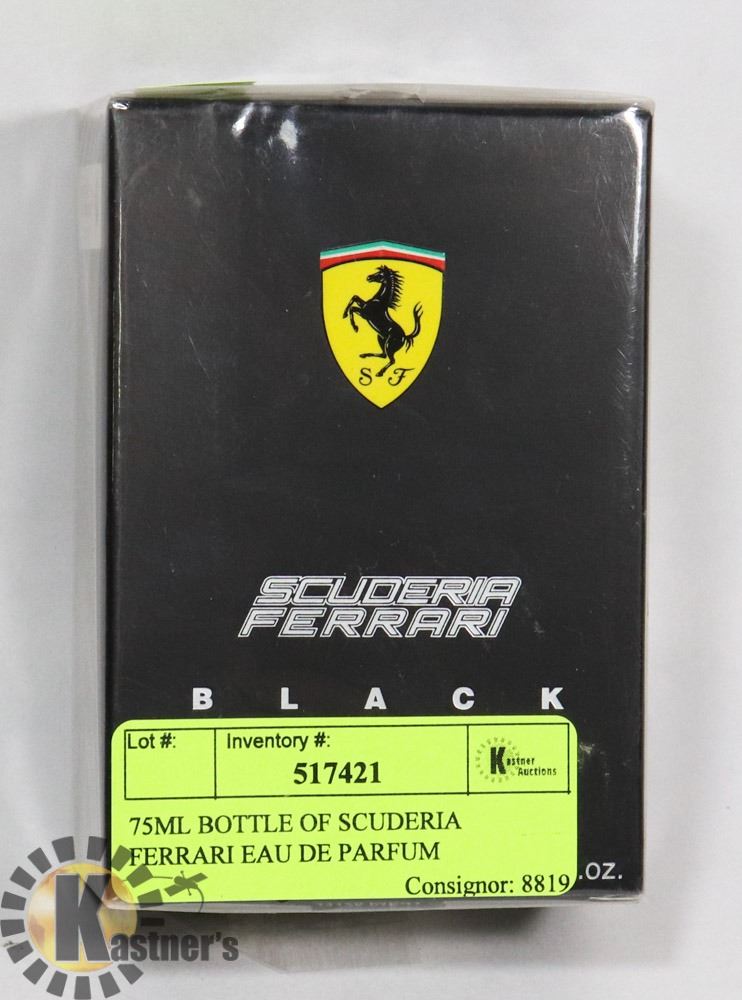 S F
SCUDERIA
FERRARI
BLACK
Lot #:
Inventory #:
517421
Kastner
Auctions
75ML BOTTLE OF SCUDERIA
FERRARI EAU DE PARFUM
Consignor: 8819
.OZ.
Kastner's